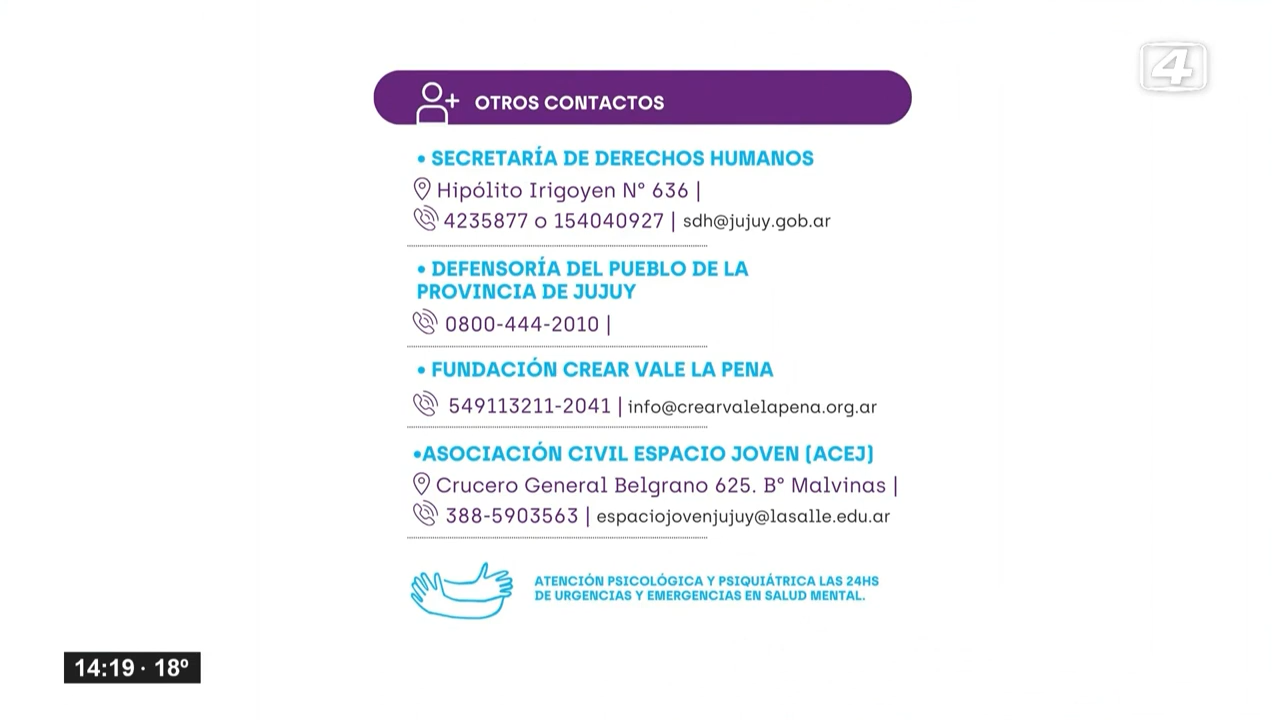 4
OTROS CONTACTOS
• SECRETARÍA DE DERECHOS HUMANOS
Hipólito Irigoyen N° 636 |
4235877 o 154040927 | sdh@jujuy.gob.ar
• DEFENSORÍA DEL PUEBLO DE LA
PROVINCIA DE JUJUY
0800-444-2010 |
• FUNDACIÓN CREAR VALE LA PENA
549113211-2041 | info@crearvalelapena.org.ar
•ASOCIACIÓN CIVIL ESPACIO JOVEN (ACEJ)
Crucero General Belgrano 625. B° Malvinas |
388-5903563 | espaciojovenjujuy@lasalle.edu.ar
ATENCIÓN PSICOLÓGICA Y PSIQUIÁTRICA LAS 24HS
DE URGENCIAS Y EMERGENCIAS EN SALUD MENTAL.
14:19 · 18º